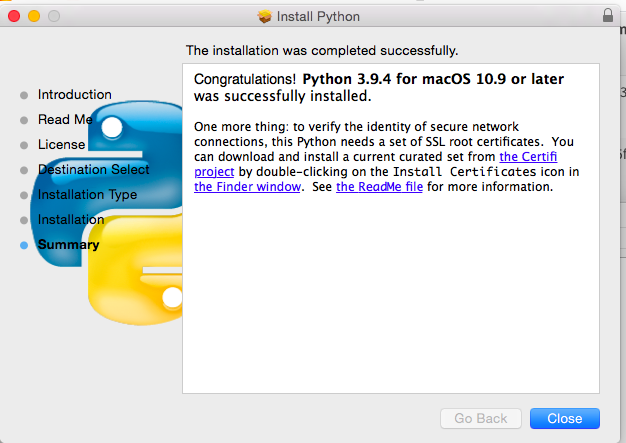 Install Python
The installation was completed successfully.
Introduction
Read Me
License
Destination Select
Installation Type
Installation
Summary
Congratulations! Python 3.9.4 for macOS 10.9 or later
was successfully installed.
One more thing: to verify the identity of secure network
connections, this Python needs a set of SSL root certificates. You
can download and install a current curated set from the Certifi
project by double-clicking on the Install Certificates icon in
the Finder window. See the ReadMe file for more information.
Go Back
Close